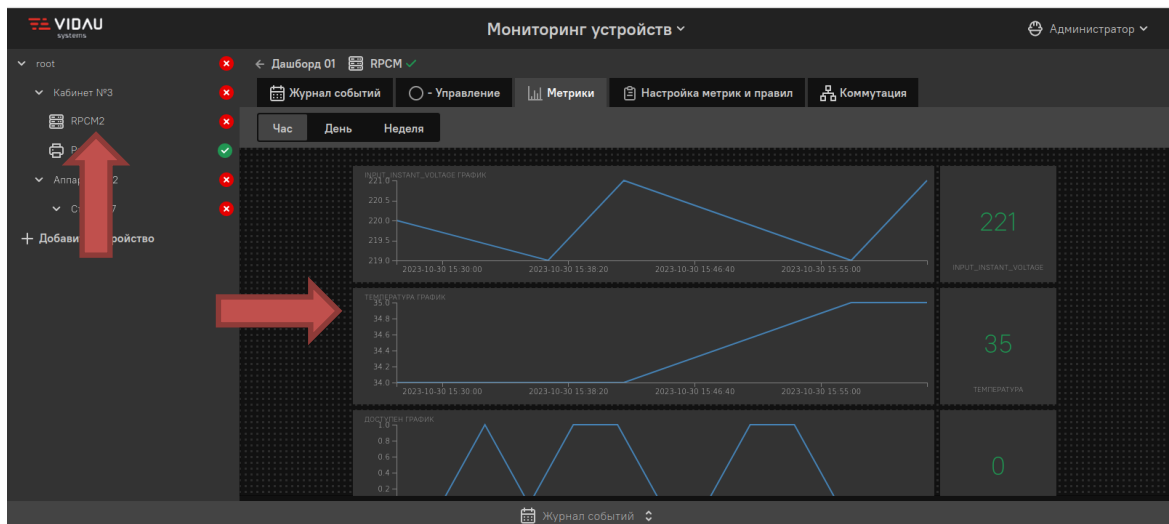 VIDAU
systems
Мониторинг устройств
Администратор
root
Кабинет №3
RPCM2
+ Добави ройство
← Дашборд 01 RPCM
Журнал событий
- Управление
Метрики
Настройка метрик и правил
Коммутация
Час День Неделя
INPUT_INSTANT_VOLTAGE ГРАФИК
221.0
220.5
220.0
219.5
219.0
2023-10-30 15:30:00 2023-10-30 15:38:20 2023-10-30 15:46:40 2023-10-30 15:55:00
221
INPUT_INSTANT_VOLTAGE
ТЕМПЕРАТУРА ГРАФИК
35.0
34.8
34.6
34.4
34.2
34.0
2023-10-30 15:30:00 2023-10-30 15:38:20 2023-10-30 15:46:40 2023-10-30 15:55:00
35
ТЕМПЕРАТУРА
ДОСТУПЕН ГРАФИК
1.0
0.8
0.6
0.4
0.2
0
Журнал событий